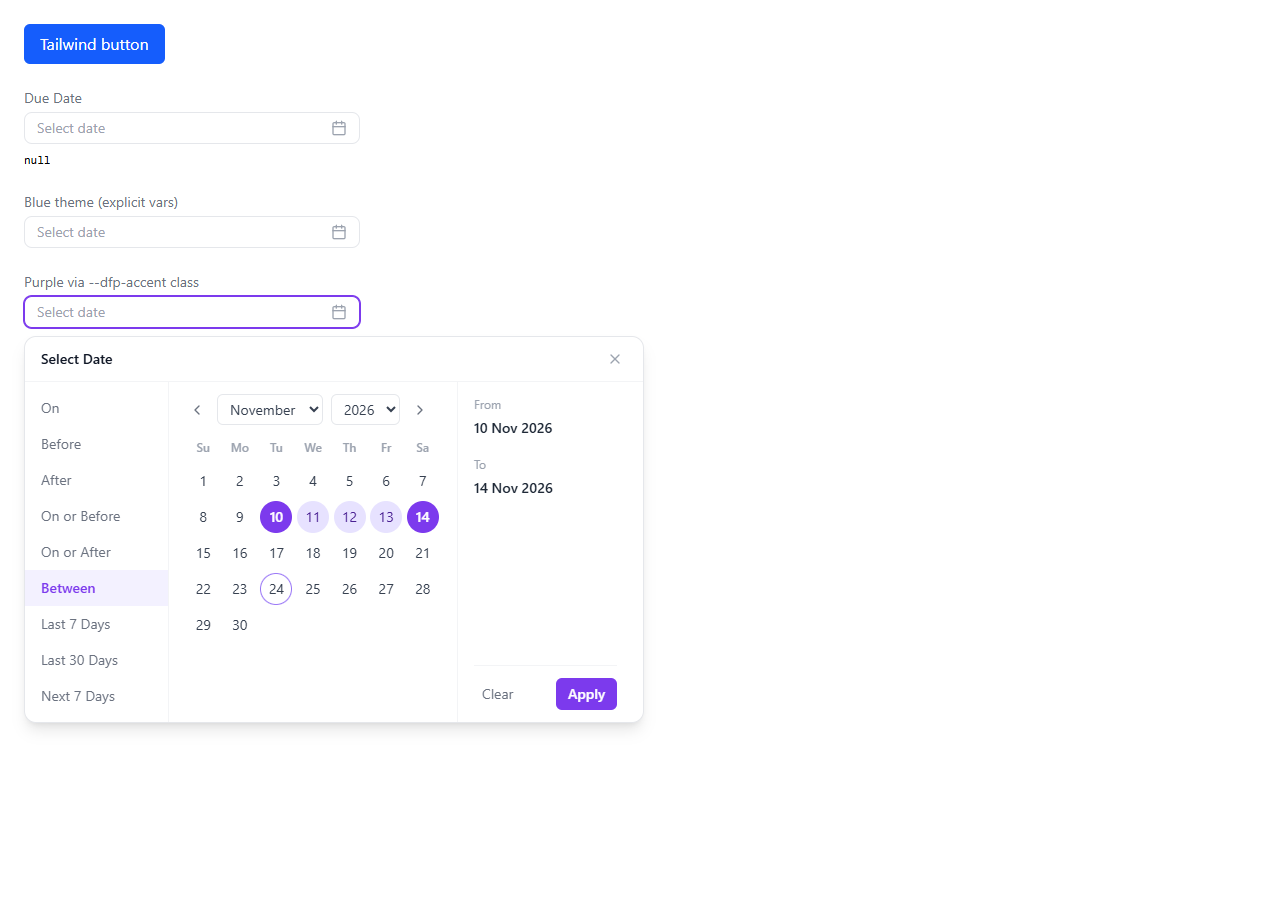 Tailwind button
Due Date
Select date
null
Blue theme (explicit vars)
Select date
Purple via --dfp-accent class
Select date
Select Date
On
Before
After
On or Before
On or After
Between
Last 7 Days
Last 30 Days
Next 7 Days
November 2026
Su Mo Tu We Th Fr Sa
1 2 3 4 5 6 7
8 9 10 11 12 13 14
15 16 17 18 19 20 21
22 23 24 25 26 27 28
29 30
From
10 Nov 2026
To
14 Nov 2026
Clear Apply